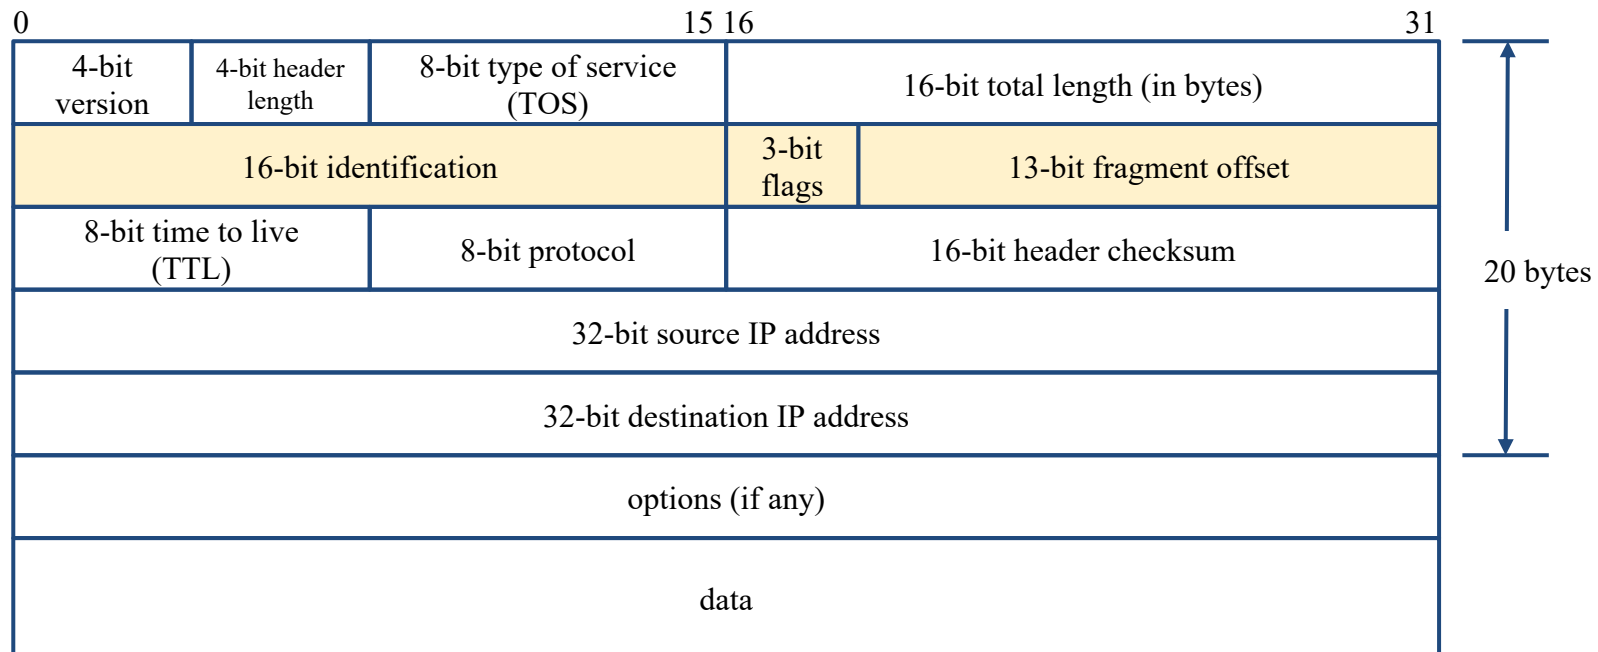 0
15 16
31
4-bit
version
4-bit header
length
8-bit type of service
(TOS)
16-bit total length (in bytes)
16-bit identification
3-bit
flags
13-bit fragment offset
8-bit time to live
(TTL)
8-bit protocol
16-bit header checksum
20 bytes
32-bit source IP address
32-bit destination IP address
options (if any)
data